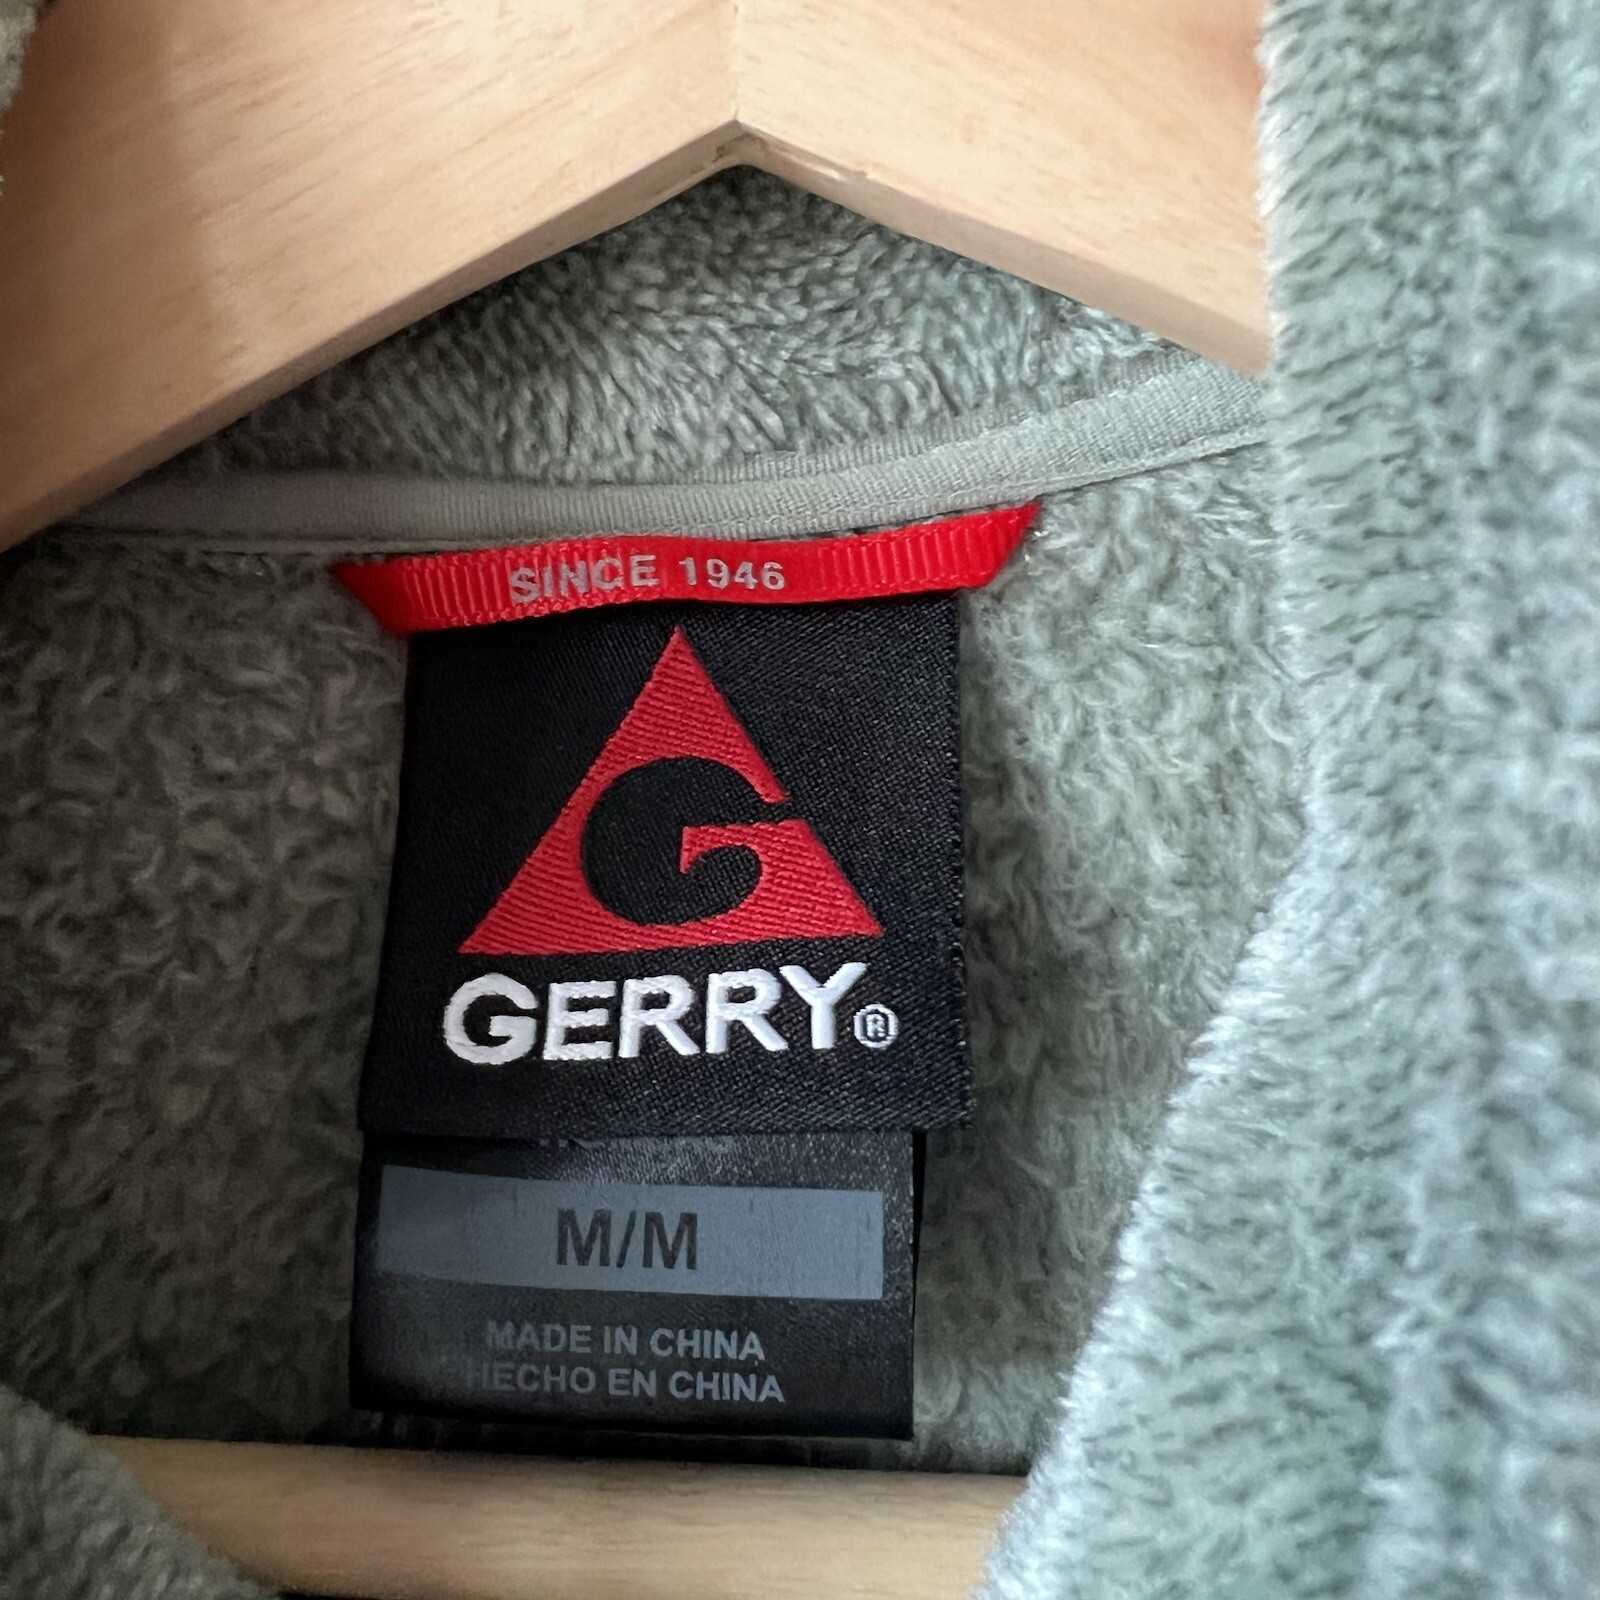 SINCE 1946
G
GERRY®
M/M
MADE IN CHINA
HECHO EN CHINA